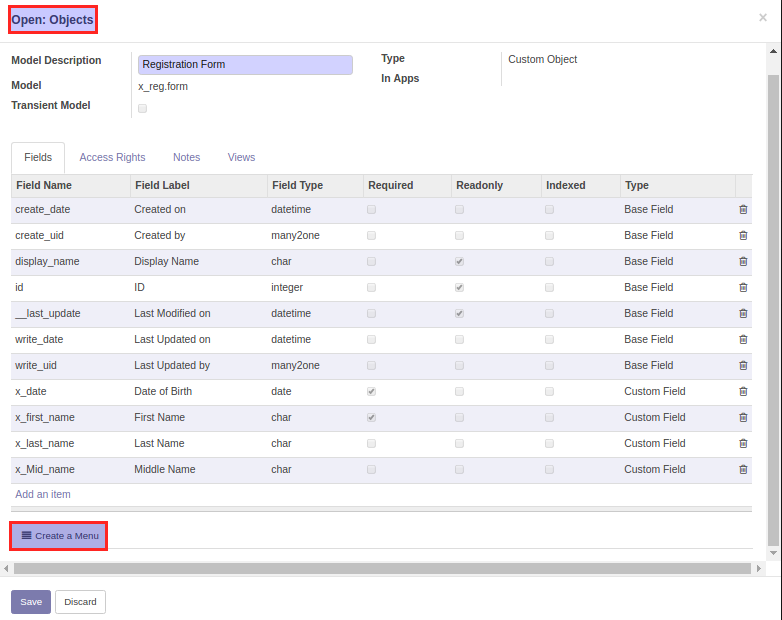 Open: Objects
×
Model Description Registration Form Type Custom Object
Model x_reg.form In Apps
Transient Model
Fields Access Rights Notes Views
Field Name Field Label Field Type Required Readonly Indexed Type
create_date Created on datetime Base Field
create_uid Created by many2one Base Field
display_name Display Name char Base Field
id ID integer Base Field
__last_update Last Modified on datetime Base Field
write_date Last Updated on datetime Base Field
write_uid Last Updated by many2one Base Field
x_date Date of Birth date Custom Field
x_first_name First Name char Custom Field
x_last_name Last Name char Custom Field
x_Mid_name Middle Name char Custom Field
Add an item
Create a Menu
Save Discard